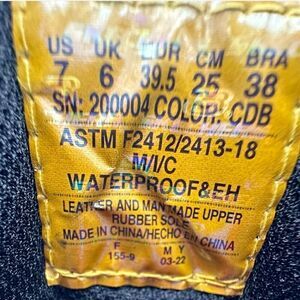 US UK EUR CM BRA
7 6 39.5 25 38
SN: 200004 COLOR: CDB
ASTM F2412/2413-18
M/I/C
WATERPROOF&EH
LEATHER AND MAN MADE UPPER
RUBBER SOLE
MADE IN CHINA/HECHO EN CHINA
F M Y
155-9 03-22